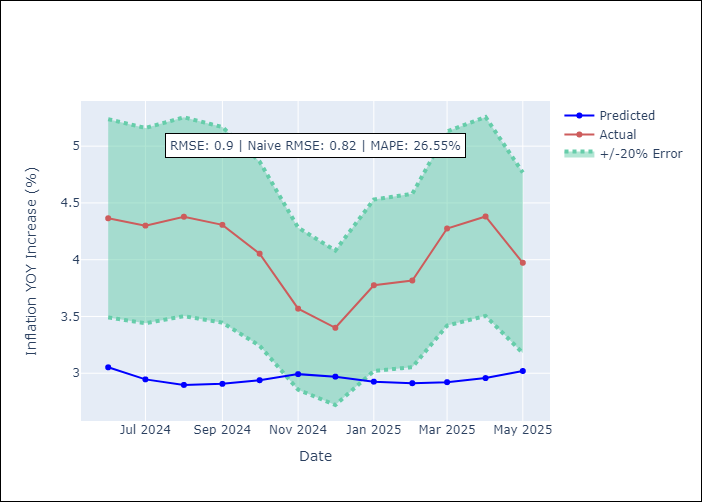 RMSE: 0.9 | Naive RMSE: 0.82 | MAPE: 26.55%
Predicted
Actual
+/-20% Error
Inflation YOY Increase (%)
5
4.5
4
3.5
3
Jul 2024
Sep 2024
Nov 2024
Jan 2025
Mar 2025
May 2025
Date